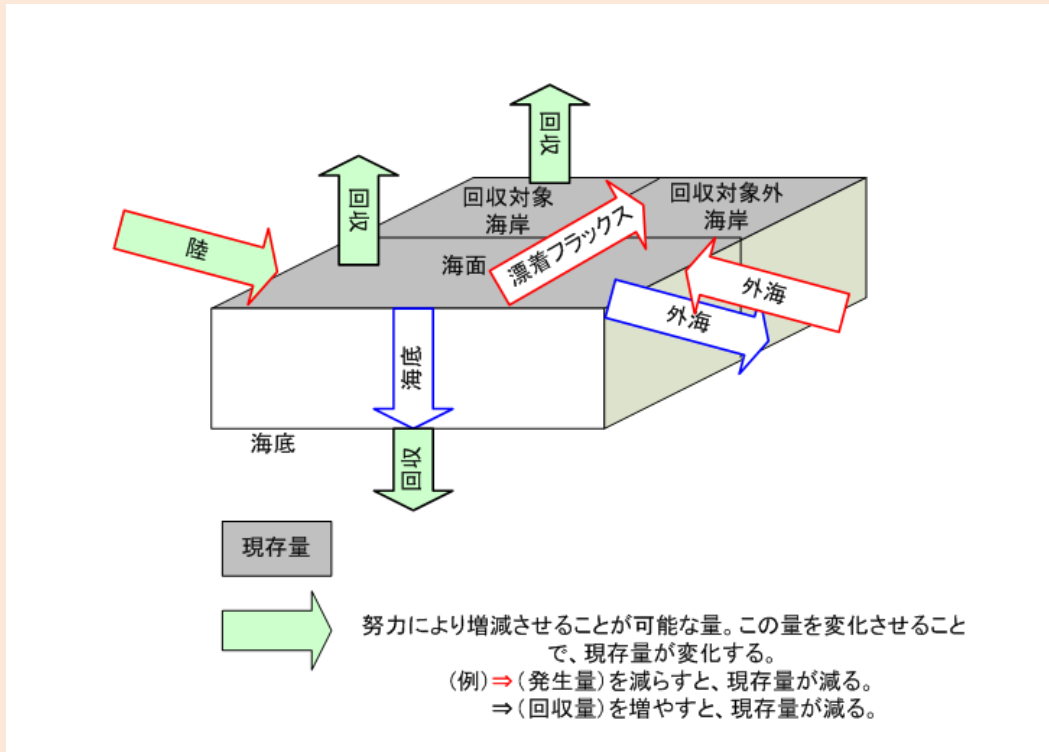 回収
回収
回収対象
海岸
回収対象外
海岸
陸
海面
漂着フラックス
外海
外海
海底
海底
回収
現存量
努力により増減させることが可能な量。この量を変化させること
で、現存量が変化する。
(例)⇒(発生量)を減らすと、現存量が減る。
⇒(回収量)を増やすと、現存量が減る。